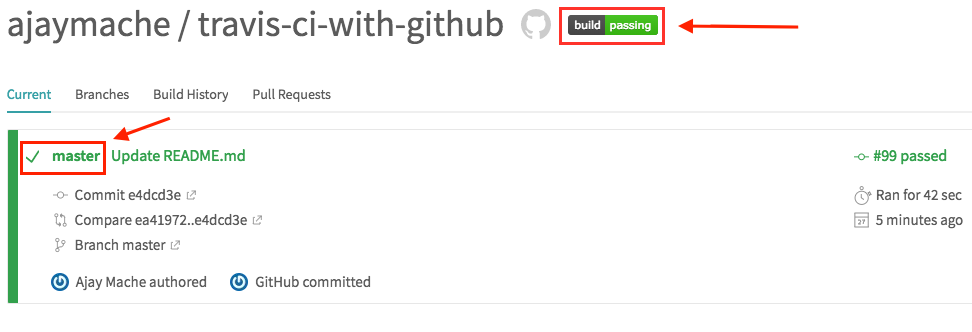 ajaymache / travis-ci-with-github build passing
Current Branches Build History Pull Requests
master Update README.md #99 passed
Commit e4dcd3e Ran for 42 sec
Compare ea41972..e4dcd3e 27 5 minutes ago
Branch master
Ajay Mache authored GitHub committed